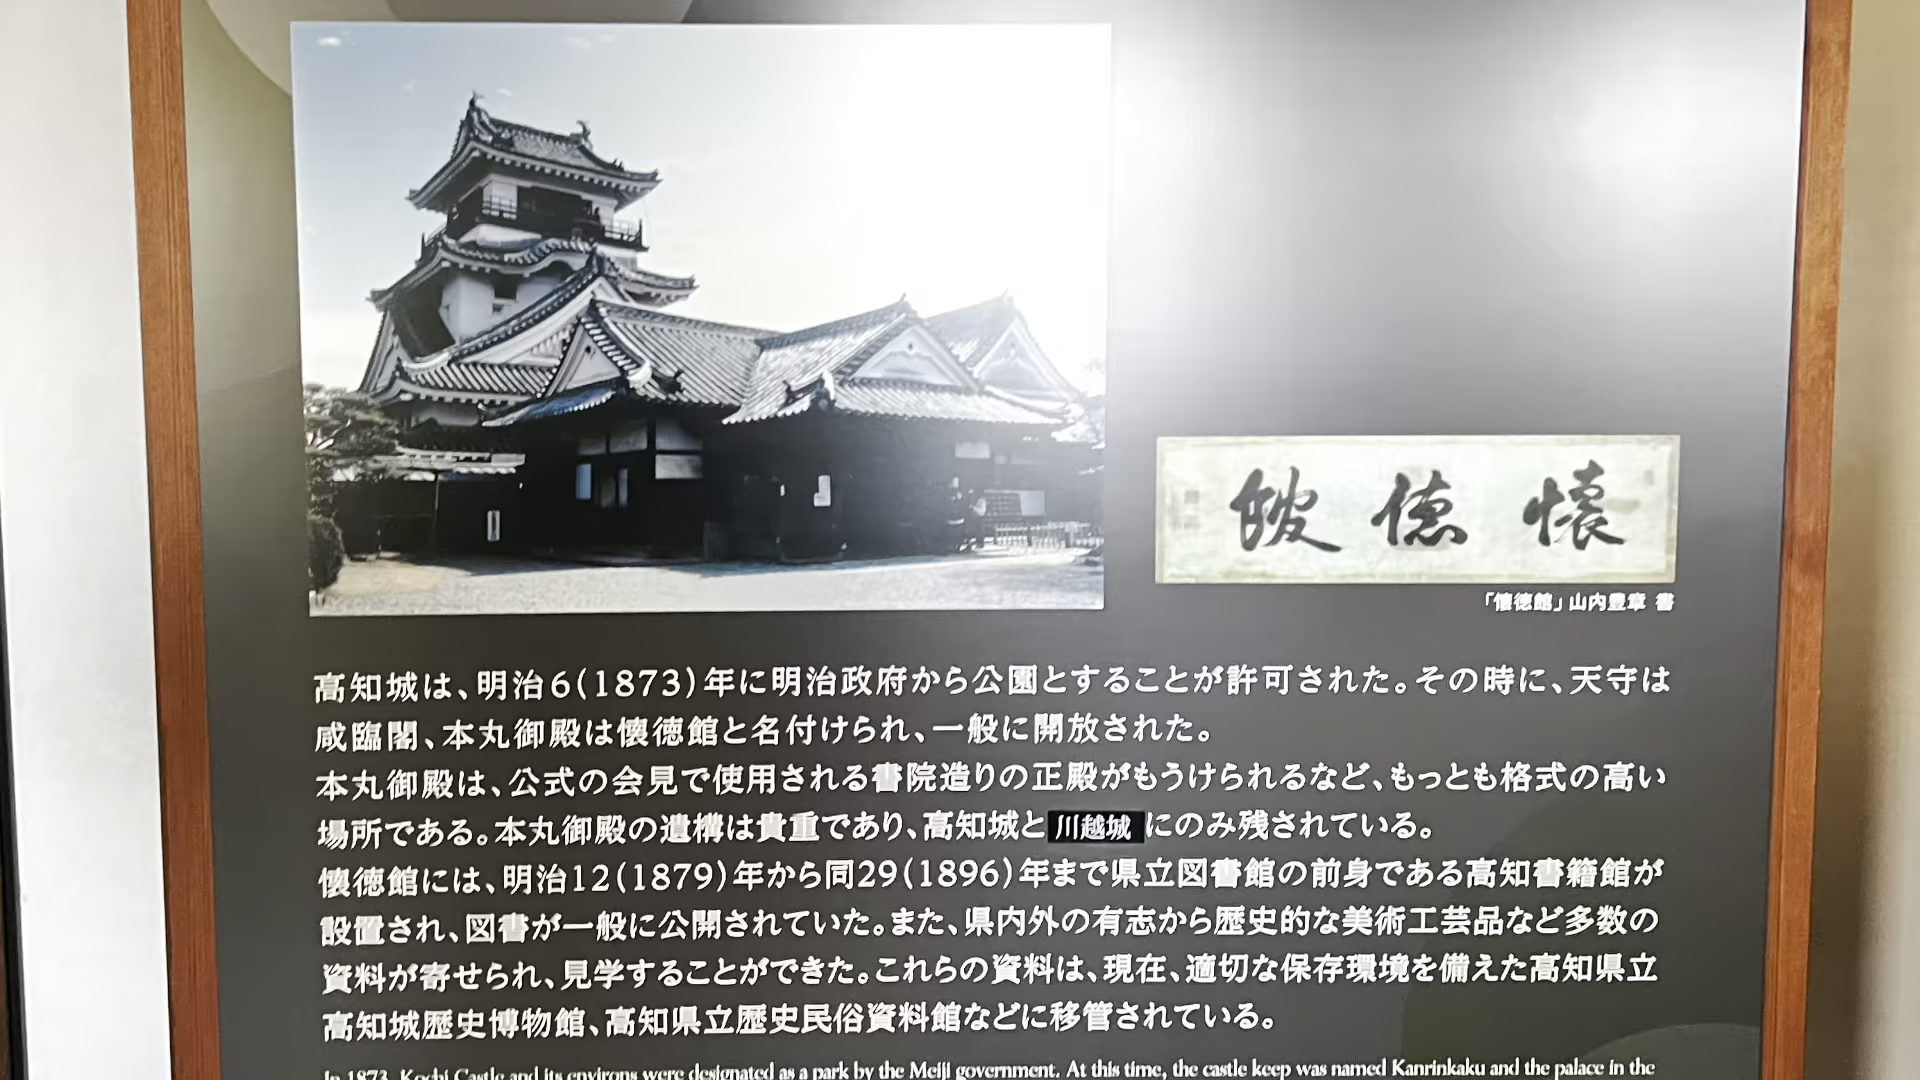 懐徳館
「懐徳館」山内豊章 書
高知城は、明治6(1873)年に明治政府から公園とすることが許可された。その時に、天守は
咸臨閣、本丸御殿は懐徳館と名付けられ、一般に開放された。
本丸御殿は、公式の会見で使用される書院造りの正殿がもうけられるなど、もっとも格式の高い
場所である。本丸御殿の遺構は貴重であり、高知城と川越城にのみ残されている。
懐徳館には、明治12(1879)年から同29(1896)年まで県立図書館の前身である高知書籍館が
設置され、図書が一般に公開されていた。また、県内外の有志から歴史的な美術工芸品など多数の
資料が寄せられ、見学することができた。これらの資料は、現在、適切な保存環境を備えた高知県立
高知城歴史博物館、高知県立歴史民俗資料館などに移管されている。
In 1873, Kochi Castle and its environs were designated as a park by the Meiji government. At this time, the castle keep was named Kanrinkaku and the palace in the